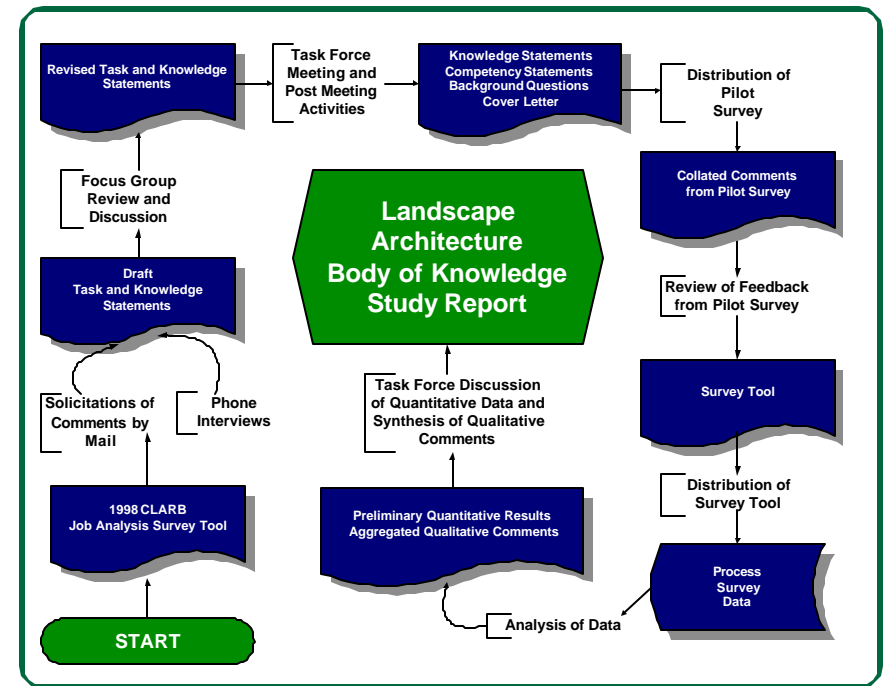 START
1998 CLARB
Job Analysis Survey Tool
Solicitations of
Comments by
Mail
Phone
Interviews
Draft
Task and Knowledge
Statements
Focus Group
Review and
Discussion
Revised Task and Knowledge
Statements
Task Force
Meeting and
Post Meeting
Activities
Knowledge Statements
Competency Statements
Background Questions
Cover Letter
Distribution of
Pilot
Survey
Collated Comments
from Pilot Survey
Review of Feedback
from Pilot Survey
Survey Tool
Distribution of
Survey Tool
Process
Survey
Data
Analysis of Data
Preliminary Quantitative Results
Aggregated Qualitative Comments
Task Force Discussion
of Quantitative Data and
Synthesis of Qualitative
Comments
Landscape
Architecture
Body of Knowledge
Study Report